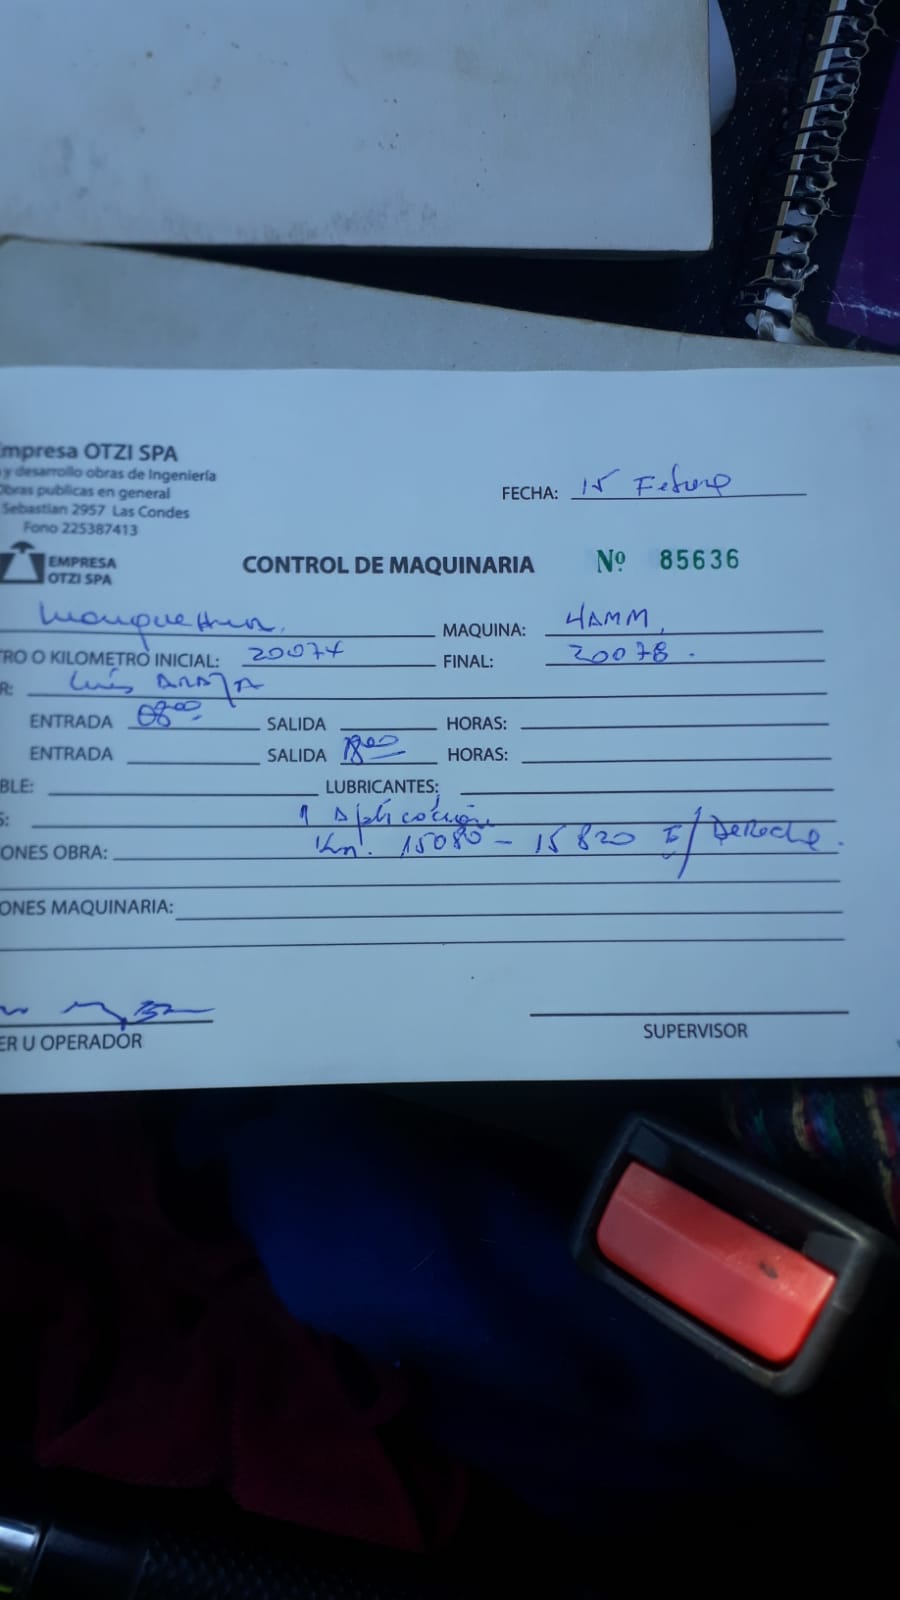 Empresa OTZI SPA
y desarrollo obras de Ingeniería
Obras publicas en general
Sebastian 2957 Las Condes
Fono 225387413
FECHA: 15 Febrero
EMPRESA
OTZI SPA
CONTROL DE MAQUINARIA Nº 85636
MAQUINA: HAMM.
TRO O KILOMETRO INICIAL: 20074 FINAL: 20078.
R: Luis ARAYA
ENTRADA 08:00 SALIDA HORAS:
ENTRADA SALIDA 18:00 HORAS:
BLE: LUBRICANTES:
S: 1 Aplicación
ONES OBRA: Km. 15080 - 15820 I/Derecha.
ONES MAQUINARIA:
ER U OPERADOR SUPERVISOR